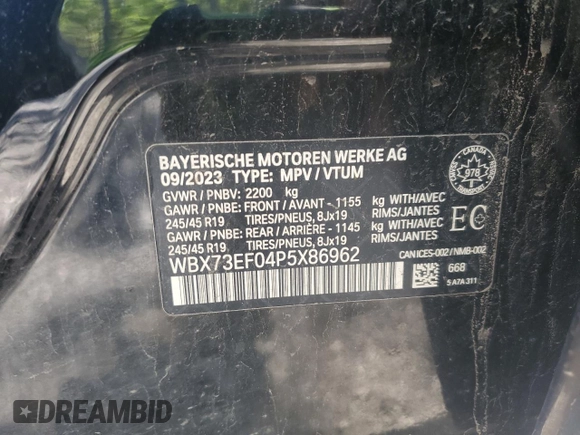 BAYERISCHE MOTOREN WERKE AG
09/2023 TYPE: MPV / VTUM
GVWR / PNBV: 2200 kg
GAWR / PNBE: FRONT / AVANT - 1155 kg WITH/AVEC
245/45 R19 TIRES/PNEUS, 8Jx19 RIMS/JANTES
GAWR / PNBE: REAR / ARRIÈRE - 1145 kg WITH/AVEC
245/45 R19 TIRES/PNEUS, 8Jx19 RIMS/JANTES
CANADA
978
TRANSPORT
EC
WBX73EF04P5X86962
CAN ICES-002 / NMB-002
668
5 A7A 311
DREAMBID